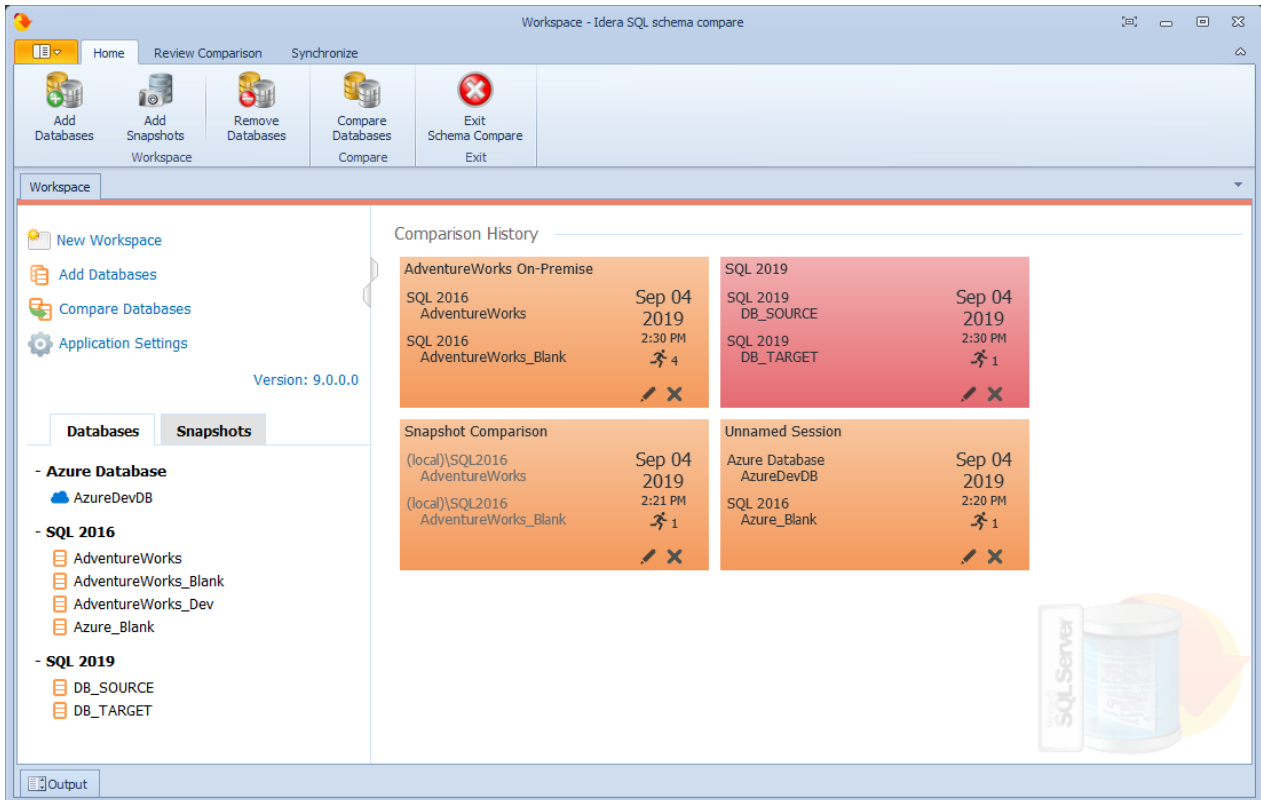 Workspace - Idera SQL schema compare
Home Review Comparison Synchronize
Add Databases
Add Snapshots
Remove Databases
Compare Databases
Exit Schema Compare
Workspace
Compare
Exit
Workspace
New Workspace
Add Databases
Compare Databases
Application Settings
Version: 9.0.0.0
Databases Snapshots
- Azure Database
AzureDevDB
- SQL 2016
AdventureWorks
AdventureWorks_Blank
AdventureWorks_Dev
Azure_Blank
- SQL 2019
DB_SOURCE
DB_TARGET
Comparison History
AdventureWorks On-Premise
SQL 2016
AdventureWorks
SQL 2016
AdventureWorks_Blank
Sep 04
2019
2:30 PM
4
SQL 2019
SQL 2019
DB_SOURCE
SQL 2019
DB_TARGET
Sep 04
2019
2:30 PM
1
Snapshot Comparison
(local)\SQL2016
AdventureWorks
(local)\SQL2016
AdventureWorks_Blank
Sep 04
2019
2:21 PM
1
Unnamed Session
Azure Database
AzureDevDB
SQL 2016
Azure_Blank
Sep 04
2019
2:20 PM
1
SQLServer
Output